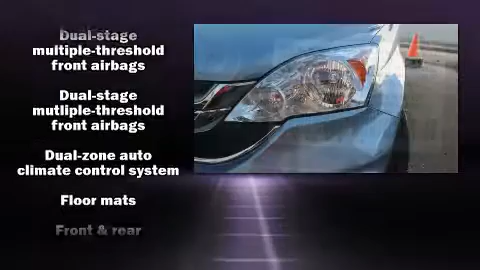 Dual-stage
multiple-threshold
front airbags
Dual-stage
mutliple-threshold
front airbags
Dual-zone auto
climate control system
Floor mats
Front & rear